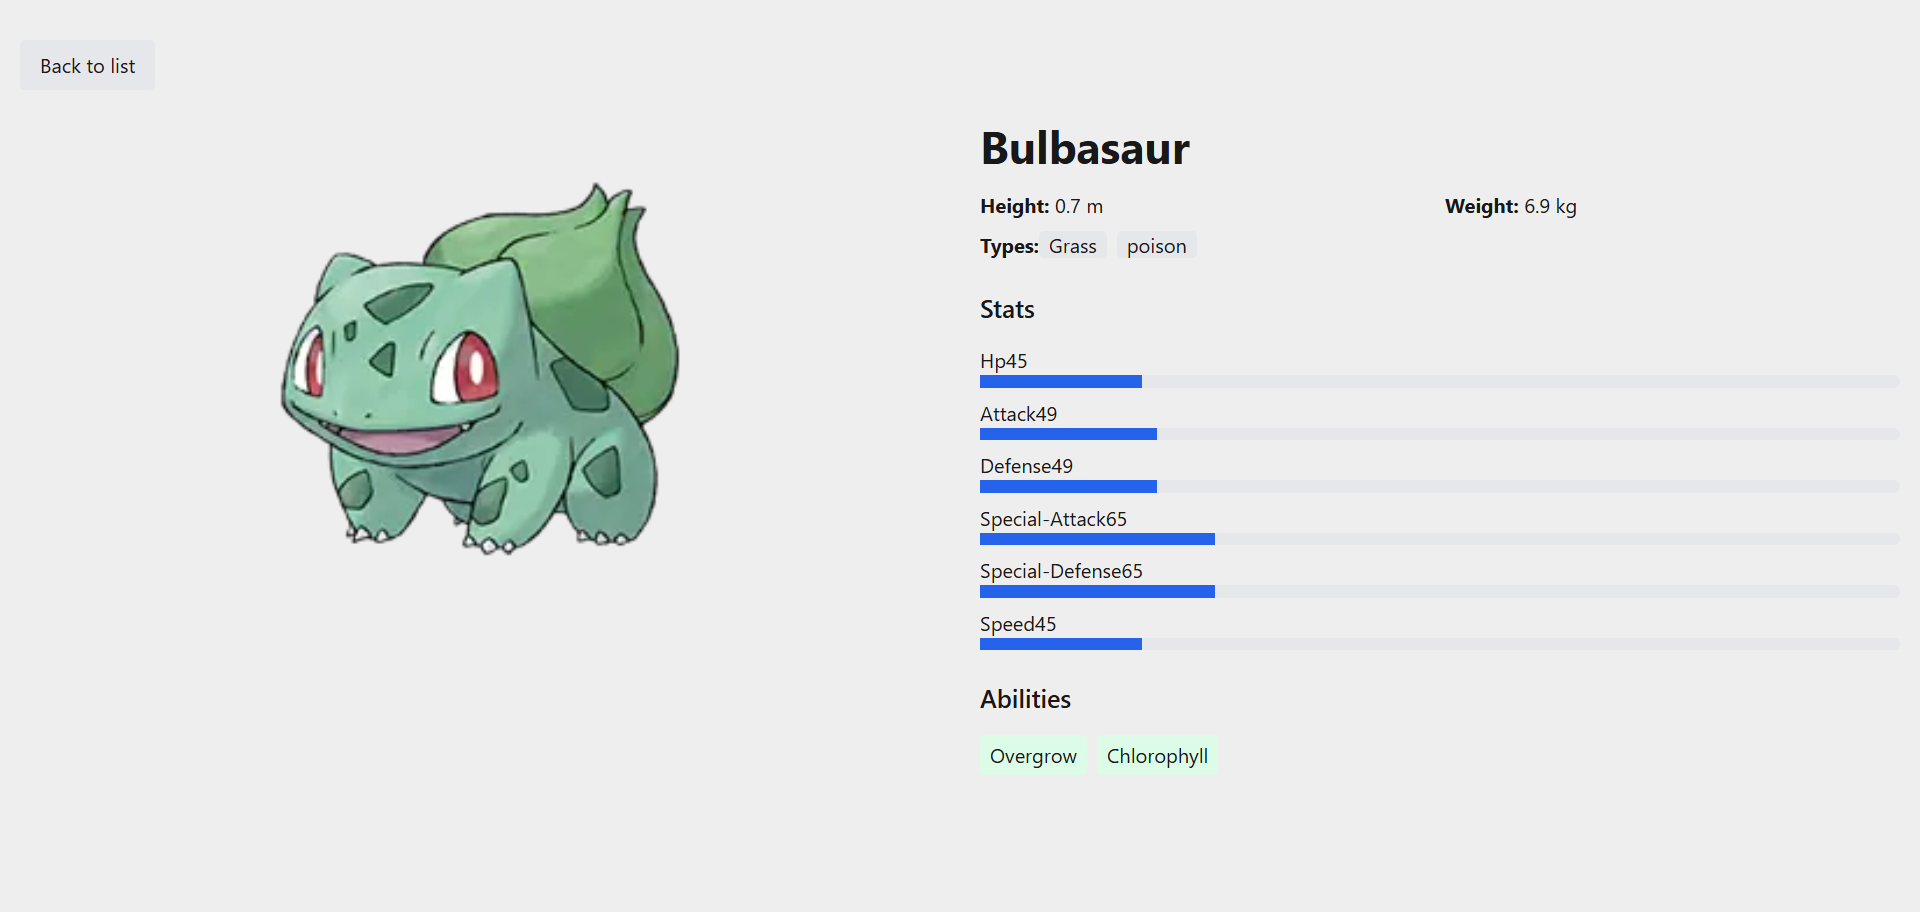 Back to list
Bulbasaur
Height: 0.7 m Weight: 6.9 kg
Types: Grass poison
Stats
Hp45
Attack49
Defense49
Special-Attack65
Special-Defense65
Speed45
Abilities
Overgrow Chlorophyll